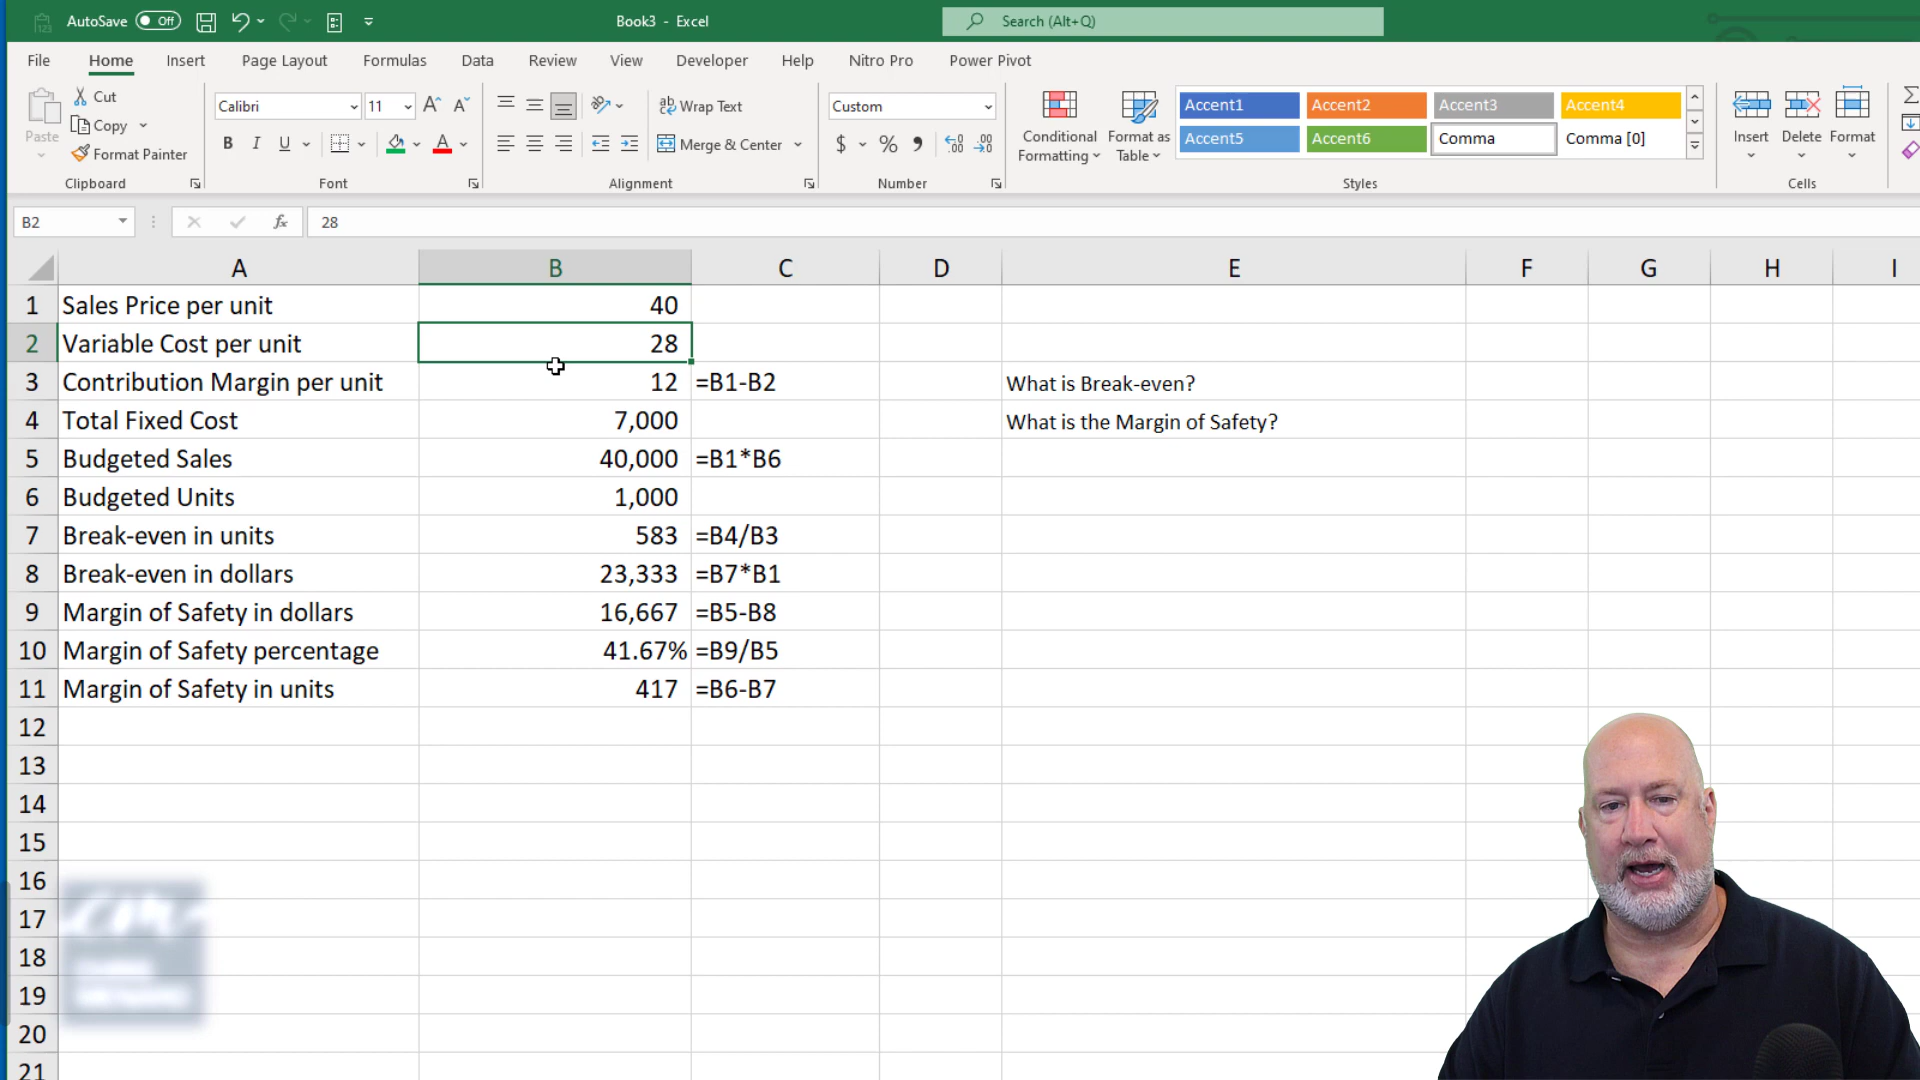 AutoSave Off Book3 - Excel Search (Alt+Q)
File Home Insert Page Layout Formulas Data Review View Developer Help Nitro Pro Power Pivot
Paste Cut Copy Format Painter Clipboard
Calibri 11 B I U Font
Wrap Text Merge & Center Alignment
Custom $ % Number
Conditional Formatting Format as Table
Accent1 Accent2 Accent3 Accent4
Accent5 Accent6 Comma Comma [0]
Styles
Insert Delete Format Cells
B2 fx 28
A B C D E F G H I
1 Sales Price per unit 40
2 Variable Cost per unit 28
3 Contribution Margin per unit 12 =B1-B2 What is Break-even?
4 Total Fixed Cost 7,000 What is the Margin of Safety?
5 Budgeted Sales 40,000 =B1*B6
6 Budgeted Units 1,000
7 Break-even in units 583 =B4/B3
8 Break-even in dollars 23,333 =B7*B1
9 Margin of Safety in dollars 16,667 =B5-B8
10 Margin of Safety percentage 41.67% =B9/B5
11 Margin of Safety in units 417 =B6-B7
12
13
14
15
16
17
18
19
20
21